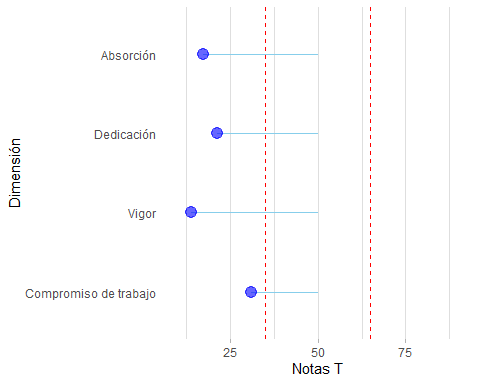 Absorción
Dedicación
Vigor
Compromiso de trabajo
Dimensión
25 50 75
Notas T